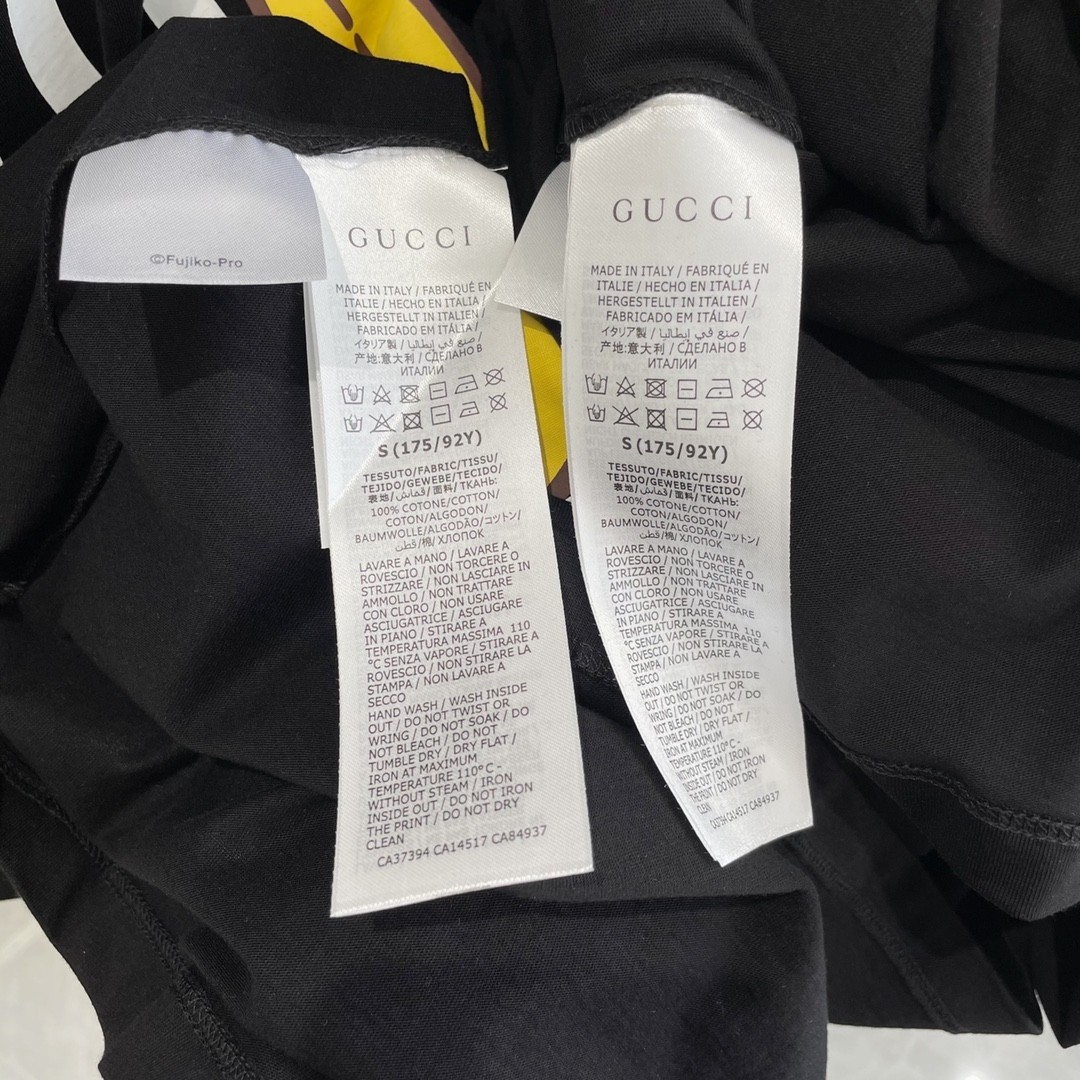 ©Fujiko-Pro
GUCCI
MADE IN ITALY / FABRIQUÉ EN
ITALIE / HECHO EN ITALIA /
HERGESTELLT IN ITALIEN /
FABRICADO EM ITÁLIA /
イタリア製 / صنع في إيطاليا /
产地:意大利 / СДЕЛАНО В
ИТАЛИИ
S (175/92Y)
TESSUTO/FABRIC/TISSU/
TEJIDO/GEWEBE/TECIDO/
表地/قماش/面料/ТКАНЬ:
100% COTONE/COTTON/
COTON/ALGODON/
BAUMWOLLE/ALGODÃO/コットン/
قطن/棉/ХЛОПОК
LAVARE A MANO / LAVARE A
ROVESCIO / NON TORCERE O
STRIZZARE / NON LASCIARE IN
AMMOLLO / NON TRATTARE
CON CLORO / NON USARE
ASCIUGATRICE / ASCIUGARE
IN PIANO / STIRARE A
TEMPERATURA MASSIMA 110
°C SENZA VAPORE / STIRARE A
ROVESCIO / NON STIRARE LA
STAMPA / NON LAVARE A
SECCO
HAND WASH / WASH INSIDE
OUT / DO NOT TWIST OR
WRING / DO NOT SOAK / DO
NOT BLEACH / DO NOT
TUMBLE DRY / DRY FLAT /
IRON AT MAXIMUM
TEMPERATURE 110°C -
WITHOUT STEAM / IRON
INSIDE OUT / DO NOT IRON
THE PRINT / DO NOT DRY
CLEAN
CA37394 CA14517 CA84937
GUCCI
MADE IN ITALY / FABRIQUÉ EN
ITALIE / HECHO EN ITALIA /
HERGESTELLT IN ITALIEN /
FABRICADO EM ITÁLIA /
イタリア製 / صنع في إيطاليا /
产地:意大利 / СДЕЛАНО В
ИТАЛИИ
S (175/92Y)
TESSUTO/FABRIC/TISSU/
TEJIDO/GEWEBE/TECIDO/
表地/قماش/面料/ТКАНЬ:
100% COTONE/COTTON/
COTON/ALGODON/
BAUMWOLLE/ALGODÃO/コットン/
قطن/棉/ХЛОПОК
LAVARE A MANO / LAVARE A
ROVESCIO / NON TORCERE O
STRIZZARE / NON LASCIARE IN
AMMOLLO / NON TRATTARE
CON CLORO / NON USARE
ASCIUGATRICE / ASCIUGARE
IN PIANO / STIRARE A
TEMPERATURA MASSIMA 110
°C SENZA VAPORE / STIRARE A
ROVESCIO / NON STIRARE LA
STAMPA / NON LAVARE A
SECCO
HAND WASH / WASH INSIDE
OUT / DO NOT TWIST OR
WRING / DO NOT SOAK / DO
NOT BLEACH / DO NOT
TUMBLE DRY / DRY FLAT /
IRON AT MAXIMUM
TEMPERATURE 110°C -
WITHOUT STEAM / IRON
INSIDE OUT / DO NOT IRON
THE PRINT / DO NOT DRY
CLEAN
CA14517 CA84937